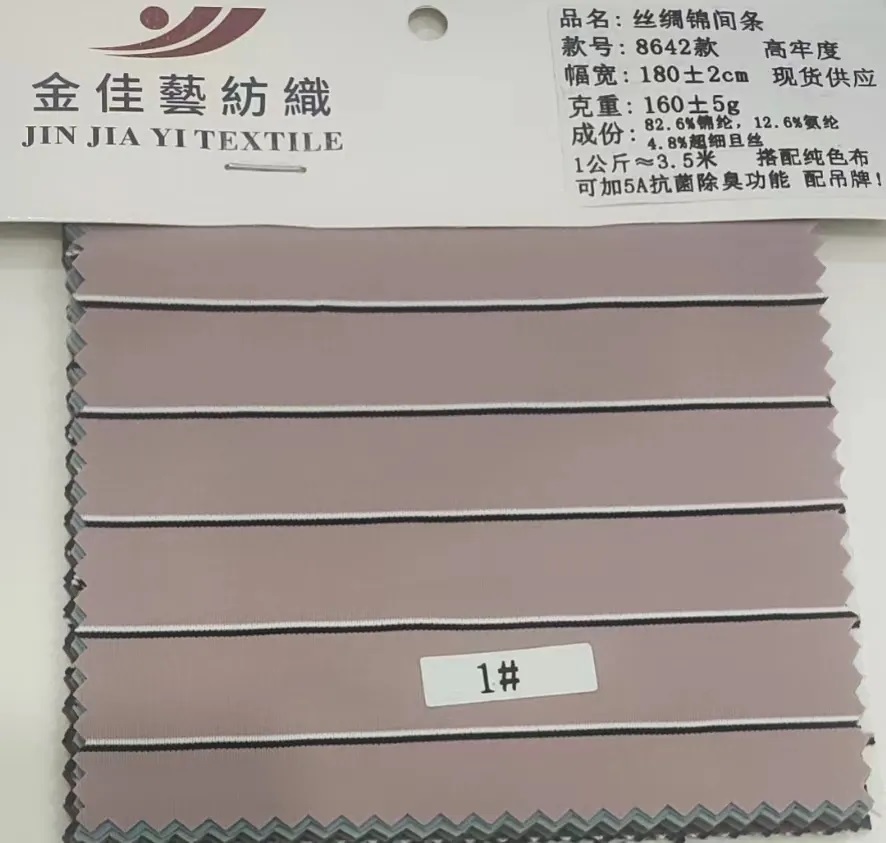 金佳藝紡織
JIN JIA YI TEXTILE
品名：丝绸锦间条
款号：8642款 高牢度
幅宽：180±2cm 现货供应
克重：160±5g
成份：82.6%锦纶，12.6%氨纶
4.8%超细旦丝
1公斤≈3.5米 搭配纯色布
可加5A抗菌除臭功能 配吊牌！
1#